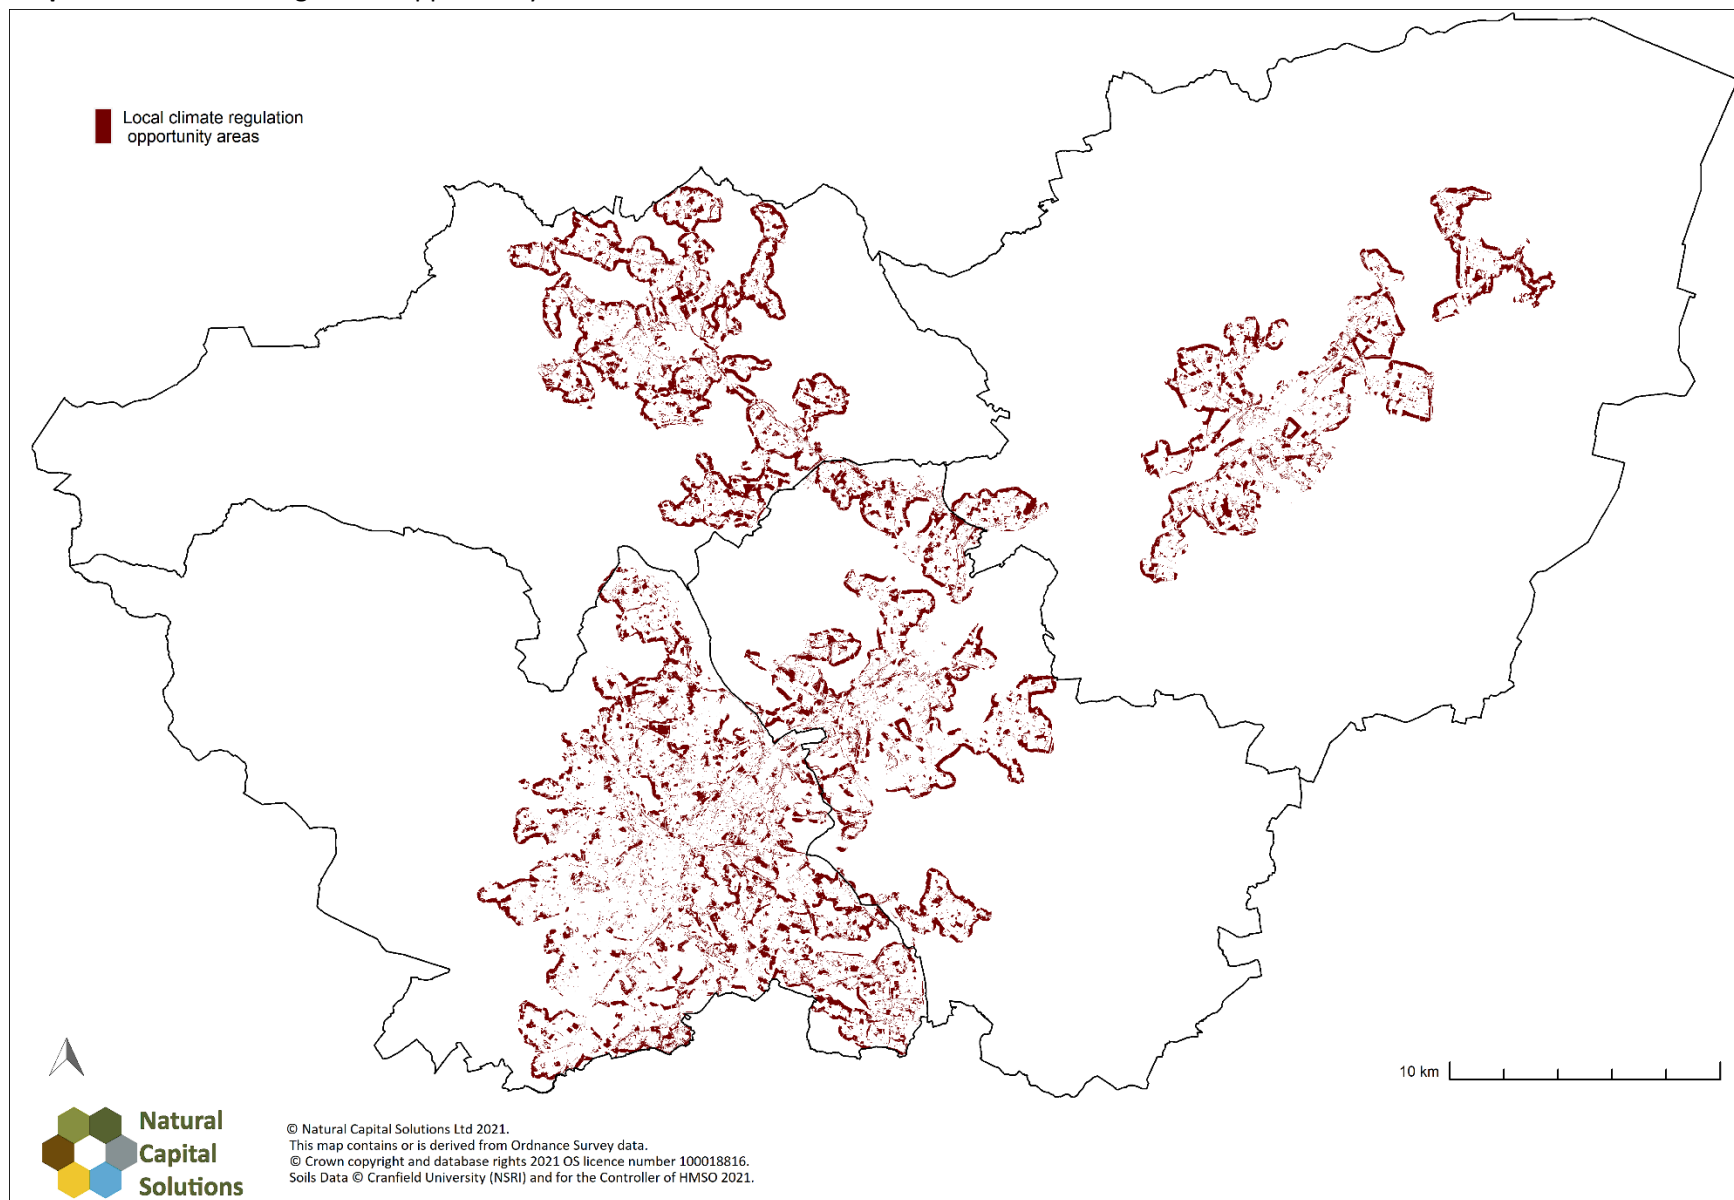 Local climate regulation
opportunity areas
10 km
Natural
Capital
Solutions
© Natural Capital Solutions Ltd 2021.
This map contains or is derived from Ordnance Survey data.
© Crown copyright and database rights 2021 OS licence number 100018816.
Soils Data © Cranfield University (NSRI) and for the Controller of HMSO 2021.